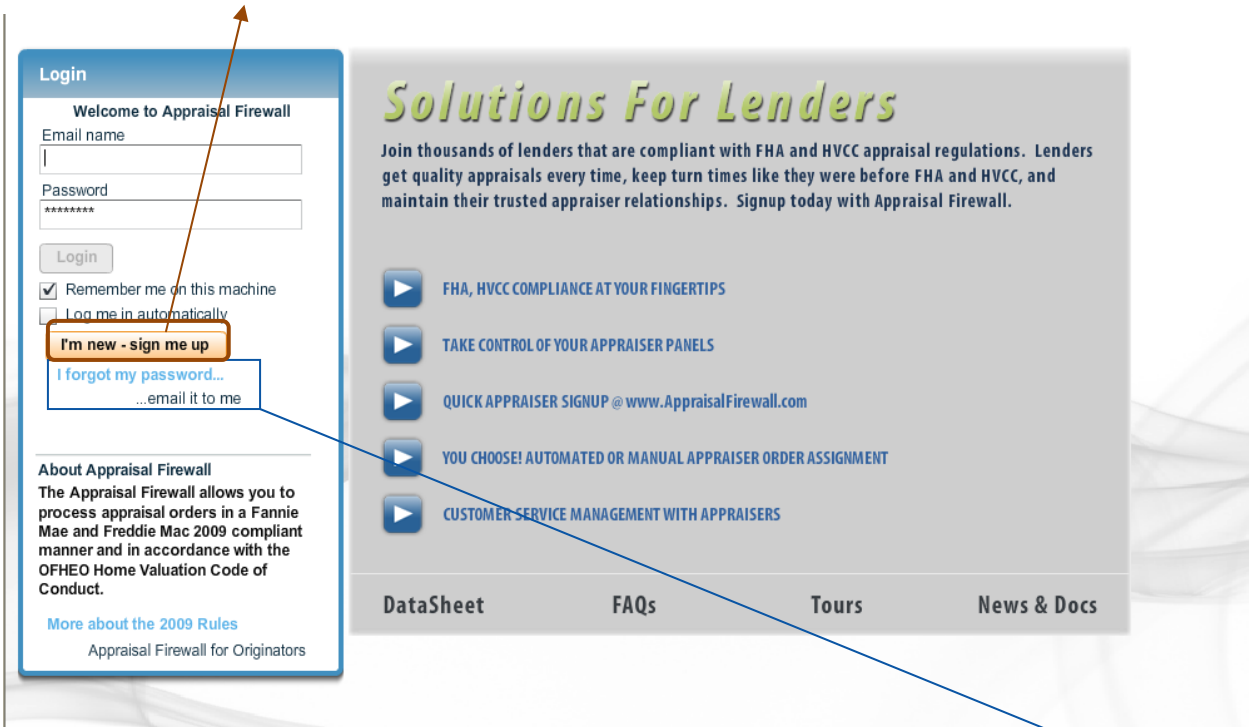 Login
Welcome to Appraisal Firewall
Email name
Password
********
Login
Remember me on this machine
Log me in automatically
I'm new - sign me up
I forgot my password...
...email it to me
About Appraisal Firewall
The Appraisal Firewall allows you to
process appraisal orders in a Fannie
Mae and Freddie Mac 2009 compliant
manner and in accordance with the
OFHEO Home Valuation Code of
Conduct.
More about the 2009 Rules
Appraisal Firewall for Originators
Solutions For Lenders
Join thousands of lenders that are compliant with FHA and HVCC appraisal regulations. Lenders
get quality appraisals every time, keep turn times like they were before FHA and HVCC, and
maintain their trusted appraiser relationships. Signup today with Appraisal Firewall.
FHA, HVCC COMPLIANCE AT YOUR FINGERTIPS
TAKE CONTROL OF YOUR APPRAISER PANELS
QUICK APPRAISER SIGNUP @ www.AppraisalFirewall.com
YOU CHOOSE! AUTOMATED OR MANUAL APPRAISER ORDER ASSIGNMENT
CUSTOMER SERVICE MANAGEMENT WITH APPRAISERS
DataSheet FAQs Tours News & Docs